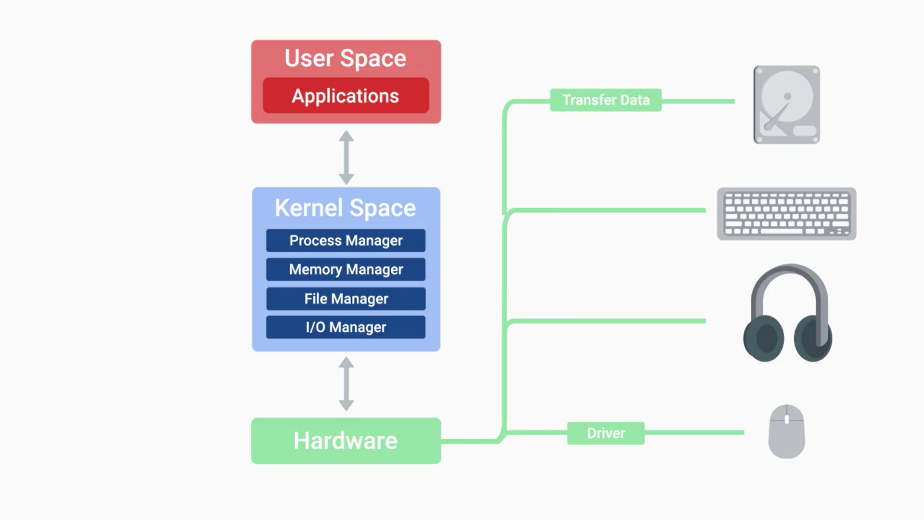 User Space
Applications
Kernel Space
Process Manager
Memory Manager
File Manager
I/O Manager
Hardware
Transfer Data
Driver